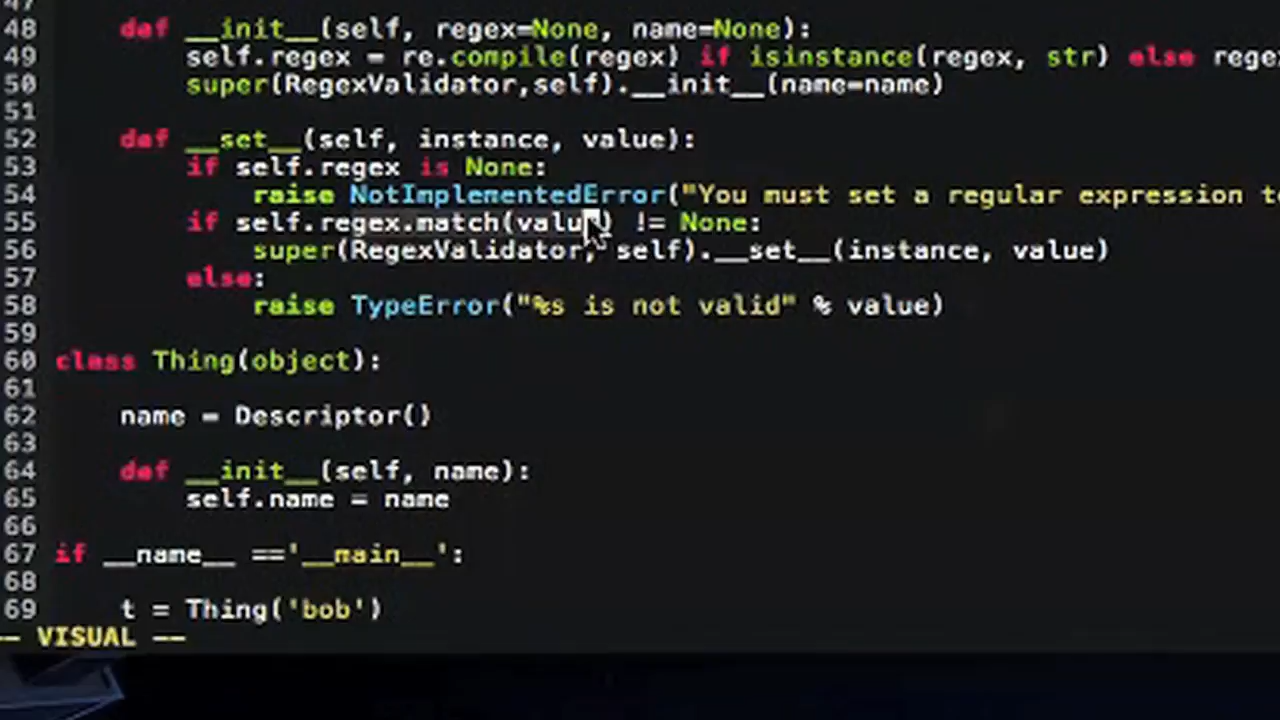 47
48 def __init__(self, regex=None, name=None):
49 self.regex = re.compile(regex) if isinstance(regex, str) else rege
50 super(RegexValidator,self).__init__(name=name)
51
52 def __set__(self, instance, value):
53 if self.regex is None:
54 raise NotImplementedError("You must set a regular expression t
55 if self.regex.match(value) != None:
56 super(RegexValidator, self).__set__(instance, value)
57 else:
58 raise TypeError("%s is not valid" % value)
59
60 class Thing(object):
61
62 name = Descriptor()
63
64 def __init__(self, name):
65 self.name = name
66
67 if __name__ =='__main__':
68
69 t = Thing('bob')
-- VISUAL --